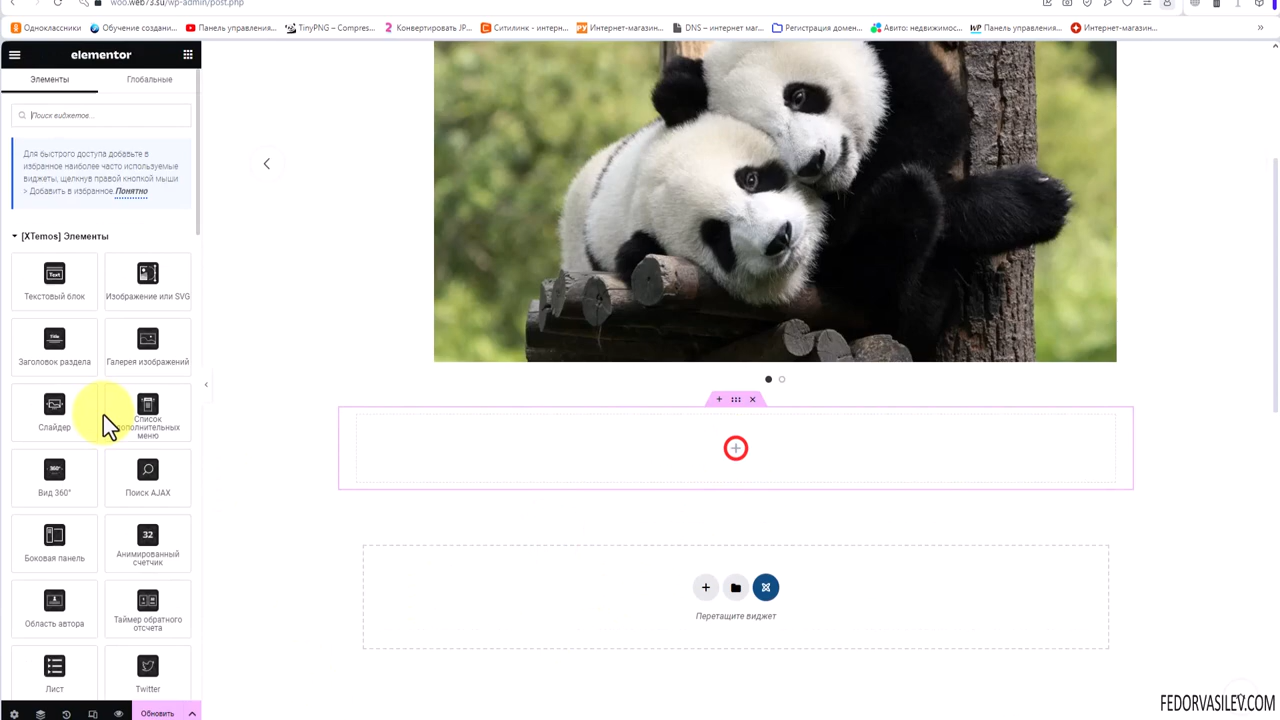 woo.web733.u/wp-admin/post.php
Одноклассники
Обучение создани...
Панель управления...
TinyPNG – Compres...
Конвертировать JP...
Ситилинк - интерн...
Интернет-магазин...
DNS – интернет маг...
Регистрация домен...
Авито: недвижимос...
Панель управления...
Интернет-магазин...
elementor
Элементы
Глобальные
Поиск виджетов...
Для быстрого доступа добавьте в
избранное наиболее часто используемые
виджеты, щелкнув правой кнопкой мыши
> Добавить в избранное. Понятно
[XTemos] Элементы
Текстовый блок
Изображение или SVG
Заголовок раздела
Галерея изображений
Слайдер
Список
дополнительных
меню
Вид 360°
Поиск AJAX
Боковая панель
Анимированный
счетчик
Область автора
Таймер обратного
отсчета
Лист
Twitter
Обновить
Перетащите виджет
FEDORVASILEV.COM